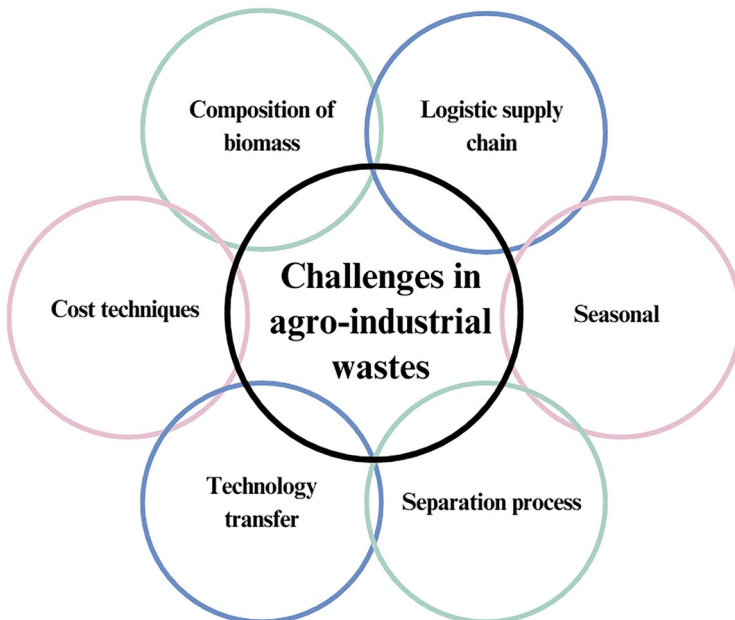 Composition of
biomass
Logistic supply
chain
Challenges in
agro-industrial
wastes
Cost techniques
Seasonal
Technology
transfer
Separation process